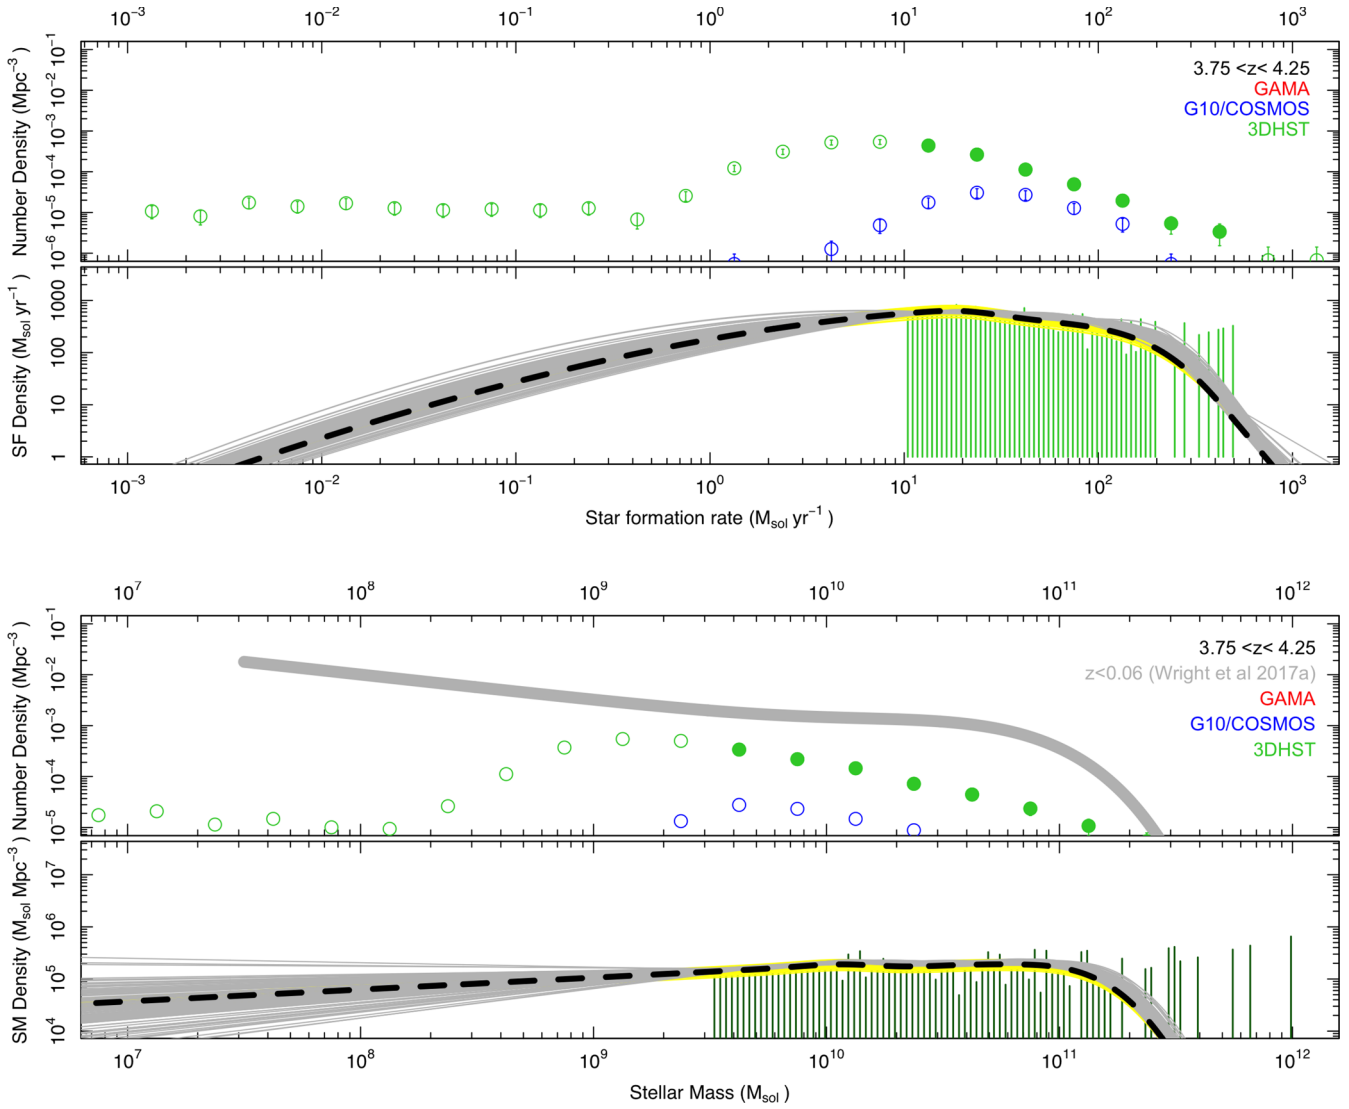 10⁻³ 10⁻² 10⁻¹ 10⁰ 10¹ 10² 10³
Number Density (Mpc⁻³ )
10⁻¹
10⁻²
10⁻³
10⁻⁴
10⁻⁵
10⁻⁶
3.75 <z< 4.25
GAMA
G10/COSMOS
3DHST
SF Density (Mₛₒₗ yr⁻¹ )
1000
100
10
1
10⁻³ 10⁻² 10⁻¹ 10⁰ 10¹ 10² 10³
Star formation rate (Mₛₒₗ yr⁻¹ )
10⁷ 10⁸ 10⁹ 10¹⁰ 10¹¹ 10¹²
Number Density (Mpc⁻³ )
10⁻¹
10⁻²
10⁻³
10⁻⁴
10⁻⁵
3.75 <z< 4.25
z<0.06 (Wright et al 2017a)
GAMA
G10/COSMOS
3DHST
SM Density (Mₛₒₗ Mpc⁻³ )
10⁷
10⁶
10⁵
10⁴
10⁷ 10⁸ 10⁹ 10¹⁰ 10¹¹ 10¹²
Stellar Mass (Mₛₒₗ )